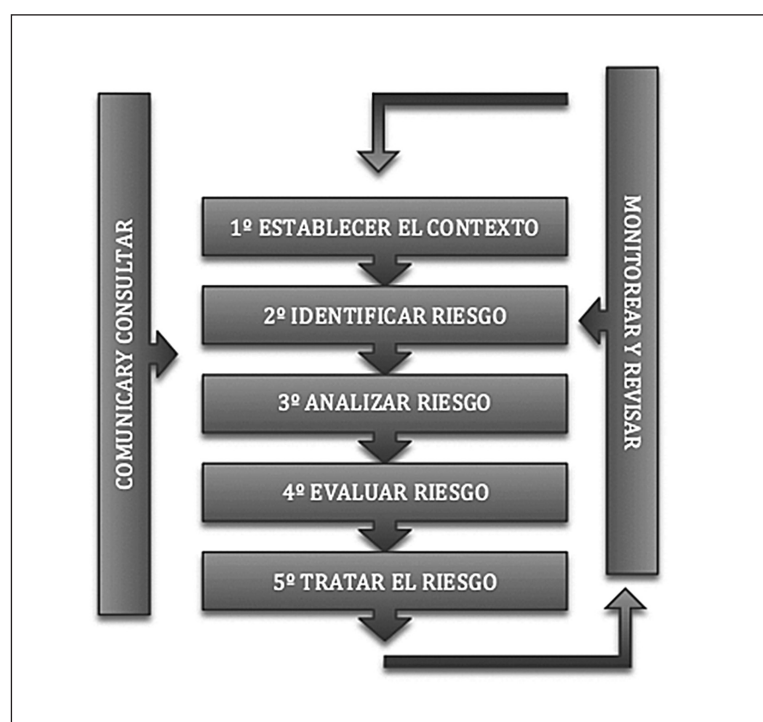 COMUNICARY CONSULTAR
1º ESTABLECER EL CONTEXTO
2º IDENTIFICAR RIESGO
3º ANALIZAR RIESGO
4º EVALUAR RIESGO
5º TRATAR EL RIESGO
MONITOREAR Y REVISAR